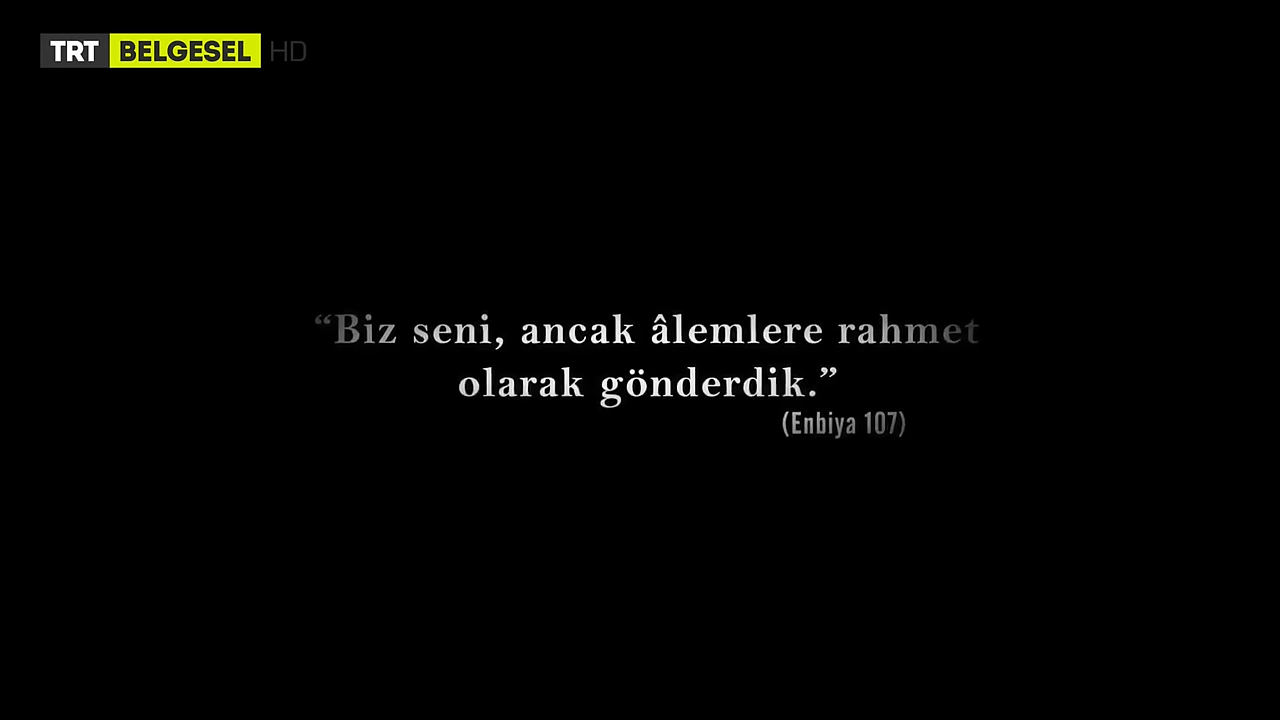 TRT BELGESEL HD
“Biz seni, ancak âlemlere rahmet
olarak gönderdik.”
(Enbiya 107)